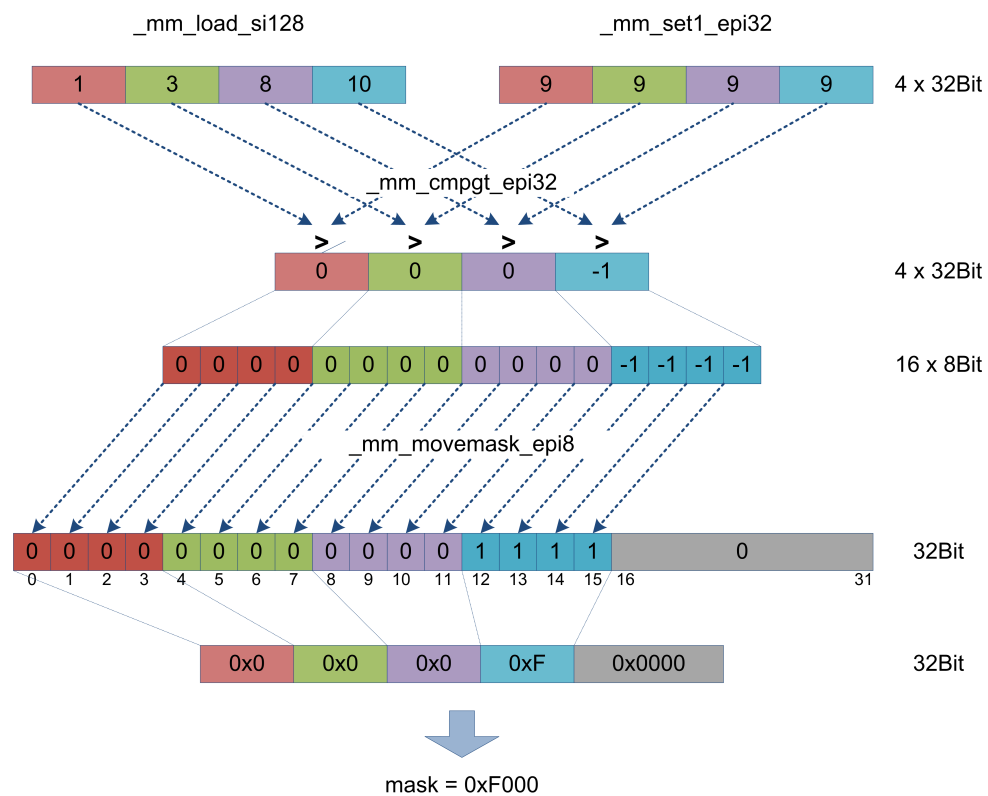 _mm_load_si128 _mm_set1_epi32
1 3 8 10 9 9 9 9 4 x 32Bit
_mm_cmpgt_epi32
> > > >
0 0 0 -1 4 x 32Bit
0 0 0 0 0 0 0 0 0 0 0 0 -1 -1 -1 -1 16 x 8Bit
_mm_movemask_epi8
0 0 0 0 0 0 0 0 0 0 0 0 1 1 1 1 0 32Bit
0 1 2 3 4 5 6 7 8 9 10 11 12 13 14 15 16 31
0x0 0x0 0x0 0xF 0x0000 32Bit
mask = 0xF000